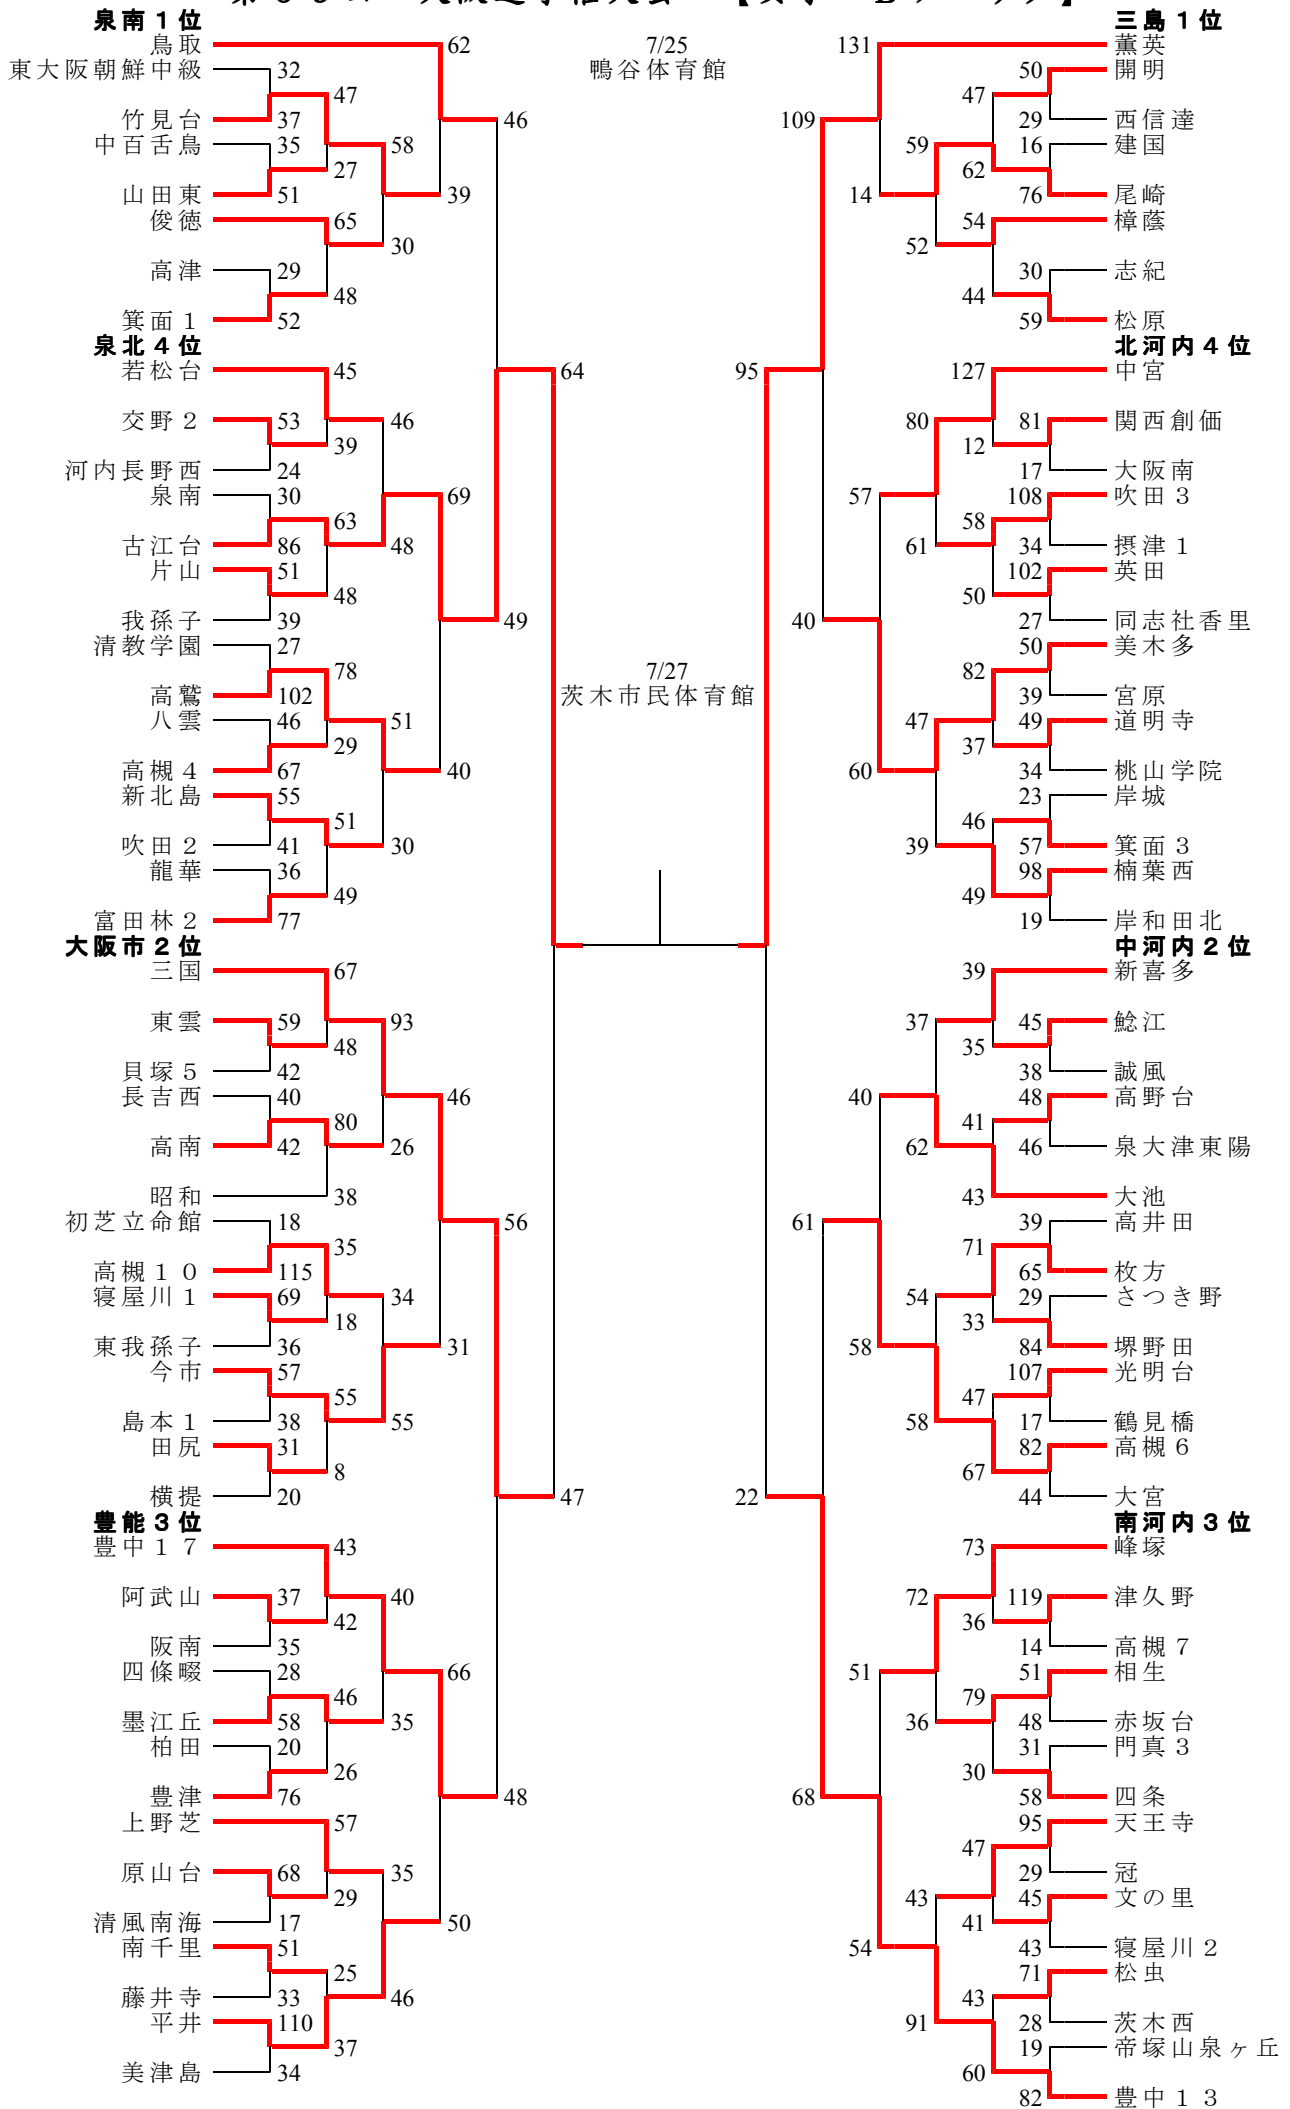 泉南１位
鳥取 62
東大阪朝鮮中級 32
47
竹見台 37
46
中百舌鳥 35
58
27
山田東 51
39
俊徳 65
30
高津 29
48
箕面１ 52
泉北４位
若松台 45
64
交野２ 53
46
39
河内長野西 24
泉南 30
69
63
古江台 86
48
片山 51
48
我孫子 39
49
清教学園 27
78
高鷲 102
八雲 46
51
29
高槻４ 67
40
新北島 55
51
吹田２ 41
30
龍華 36
49
富田林２ 77
大阪市２位
三国 67
東雲 59
93
48
貝塚５ 42
長吉西 40
46
80
高南 42
26
昭和 38
初芝立命館 18
56
35
高槻１０ 115
寝屋川１ 69
34
18
東我孫子 36
31
今市 57
55
島本１ 38
55
田尻 31
8
横提 20
47
豊能３位
豊中１７ 43
阿武山 37
40
42
阪南 35
四條畷 28
66
46
墨江丘 58
35
柏田 20
26
豊津 76
48
上野芝 57
原山台 68
35
29
清風南海 17
50
南千里 51
25
藤井寺 33
46
平井 110
37
美津島 34
7/25
鴨谷体育館
7/27
茨木市民体育館
三島１位
131 薫英
50 開明
47
109
29 西信達
59
16 建国
62
14
76 尾崎
54 樟蔭
52
30 志紀
44
59 松原
北河内４位
95
127 中宮
80
81 関西創価
12
17 大阪南
57
108 吹田３
58
61
34 摂津１
102 英田
50
40
27 同志社香里
50 美木多
82
39 宮原
47
49 道明寺
37
60
34 桃山学院
23 岸城
46
39
57 箕面３
98 楠葉西
49
19 岸和田北
中河内２位
39 新喜多
37
45 鯰江
35
38 誠風
40
48 高野台
41
62
46 泉大津東陽
43 大池
61
39 高井田
71
65 枚方
54
29 さつき野
33
58
84 堺野田
107 光明台
47
58
17 鶴見橋
82 高槻６
67
22
44 大宮
南河内３位
73 峰塚
72
119 津久野
36
14 高槻７
51
51 相生
79
36
48 赤坂台
31 門真３
30
68
58 四条
95 天王寺
47
29 冠
43
45 文の里
41
54
43 寝屋川２
71 松虫
43
91
28 茨木西
19 帝塚山泉ヶ丘
60
82 豊中１３